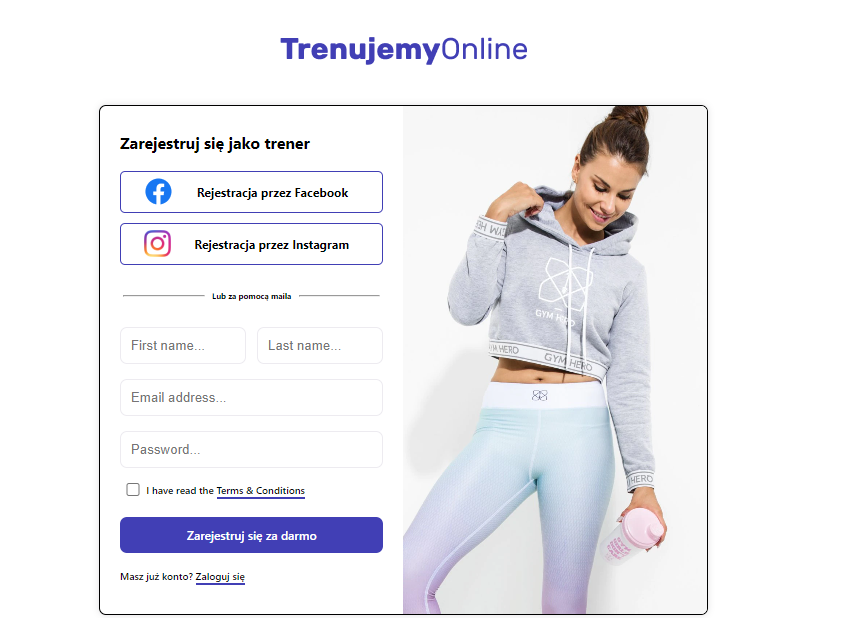 TrenujemyOnline
Zarejestruj się jako trener
Rejestracja przez Facebook
Rejestracja przez Instagram
Lub za pomocą maila
First name... Last name...
Email address...
Password...
I have read the Terms & Conditions
Zarejestruj się za darmo
Masz już konto? Zaloguj się
GYM HERO
GYM HERO
HERO